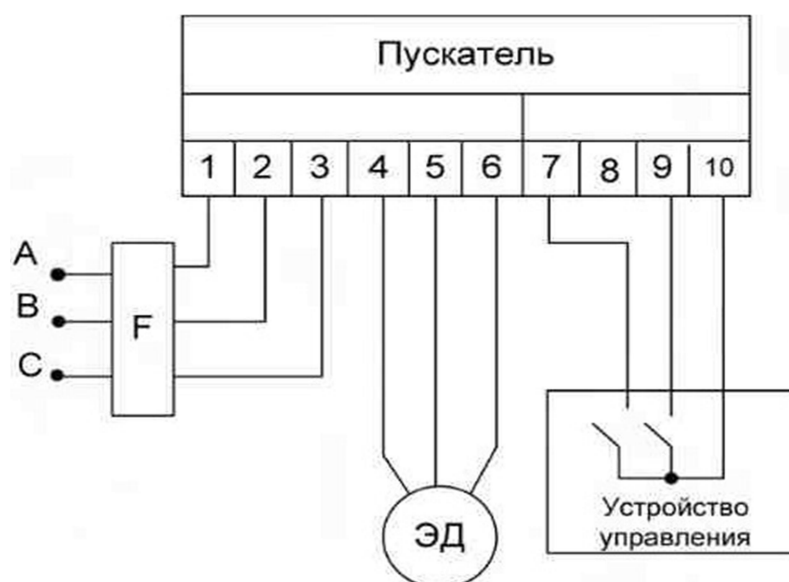 Пускатель
1 2 3 4 5 6 7 8 9 10
A
B
F
C
ЭД
Устройство
управления